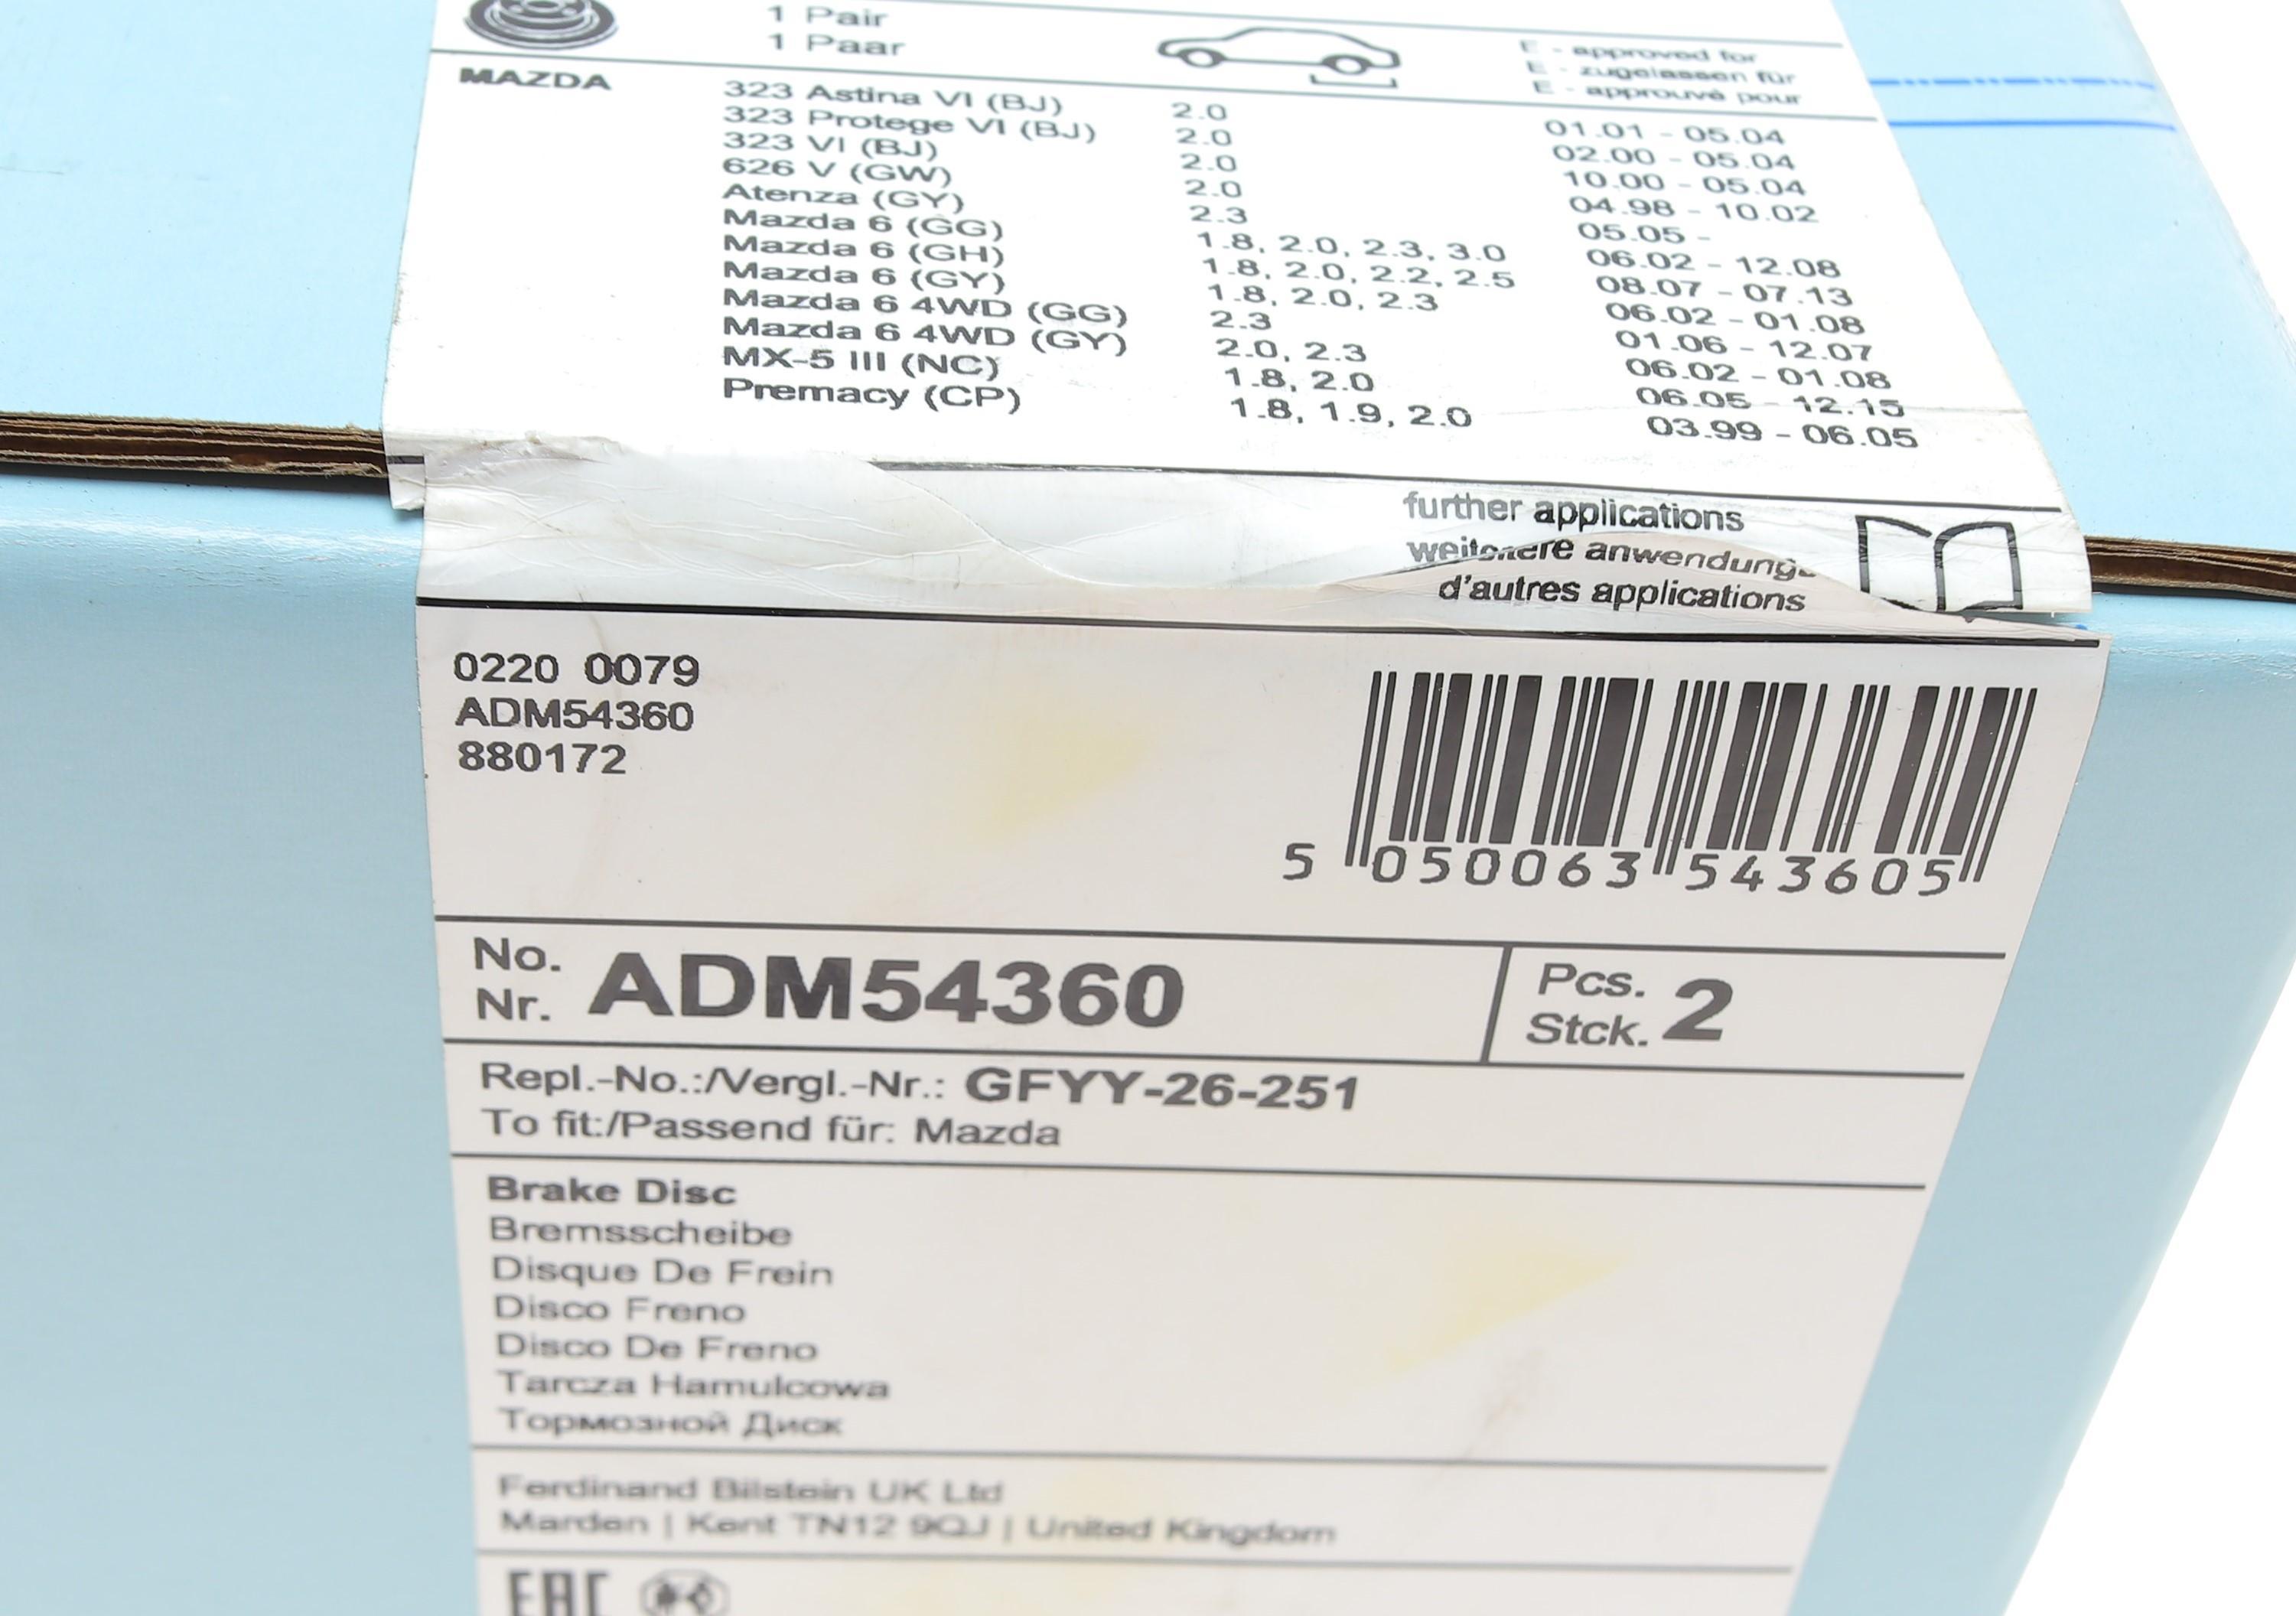 1 Pair
1 Paar
E - approved for
E - zugelassen für
E - approuvé pour
MAZDA
323 Astina VI (BJ) 2.0 01.01 - 05.04
323 Protege VI (BJ) 2.0 02.00 - 05.04
323 VI (BJ) 2.0 10.00 - 05.04
626 V (GW) 2.0 04.98 - 10.02
Atenza (GY) 2.3 05.05 -
Mazda 6 (GG) 1.8, 2.0, 2.3, 3.0 06.02 - 12.08
Mazda 6 (GH) 1.8, 2.0, 2.2, 2.5 08.07 - 07.13
Mazda 6 (GY) 1.8, 2.0, 2.3 06.02 - 01.08
Mazda 6 4WD (GG) 2.3 01.06 - 12.07
Mazda 6 4WD (GY) 2.0, 2.3 06.02 - 01.08
MX-5 III (NC) 1.8, 2.0 06.05 - 12.15
Premacy (CP) 1.8, 1.9, 2.0 03.99 - 06.05
further applications
d'autres applications
0220 0079
ADM54360
880172
5 050063 543605
No.
Nr. ADM54360
Pcs.
Stck. 2
Repl.-No.:/Vergl.-Nr.: GFYY-26-251
To fit:/Passend für: Mazda
Brake Disc
Bremsscheibe
Disque De Frein
Disco Freno
Disco De Freno
Tarcza Hamulcowa
Тормозной Диск
Ferdinand Bilstein UK Ltd
Marden | Kent TN12 9QJ | United Kingdom
EAC